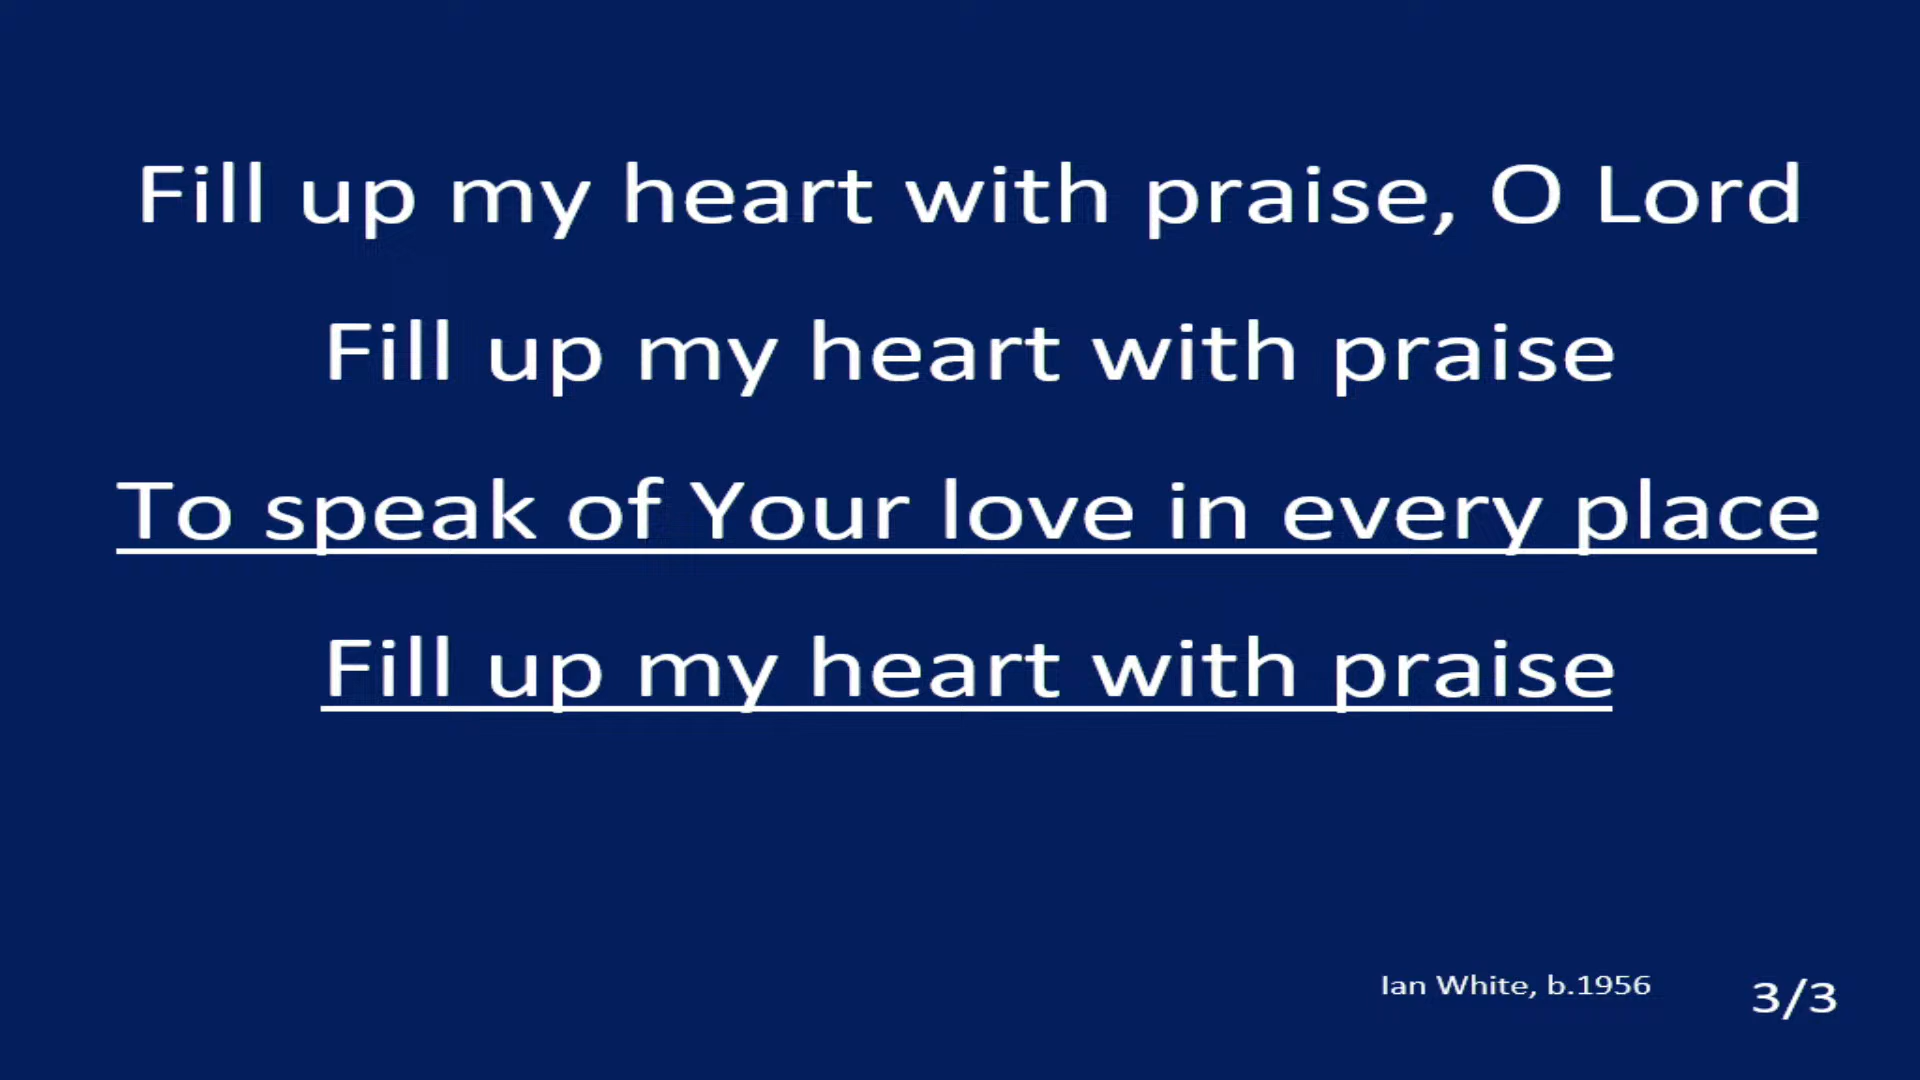 Fill up my heart with praise, O Lord
Fill up my heart with praise
To speak of Your love in every place
Fill up my heart with praise
Ian White, b.1956
3/3